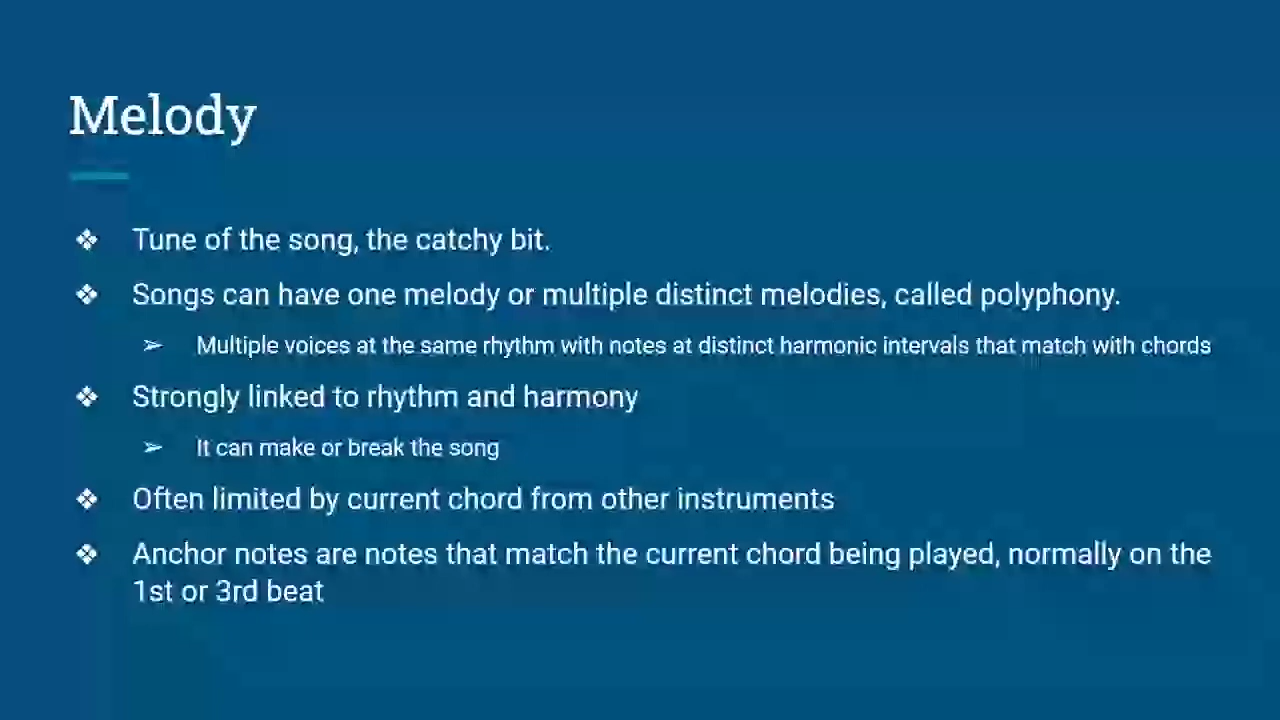 Melody
❖ Tune of the song, the catchy bit.
❖ Songs can have one melody or multiple distinct melodies, called polyphony.
➢ Multiple voices at the same rhythm with notes at distinct harmonic intervals that match with chords
❖ Strongly linked to rhythm and harmony
➢ It can make or break the song
❖ Often limited by current chord from other instruments
❖ Anchor notes are notes that match the current chord being played, normally on the
1st or 3rd beat